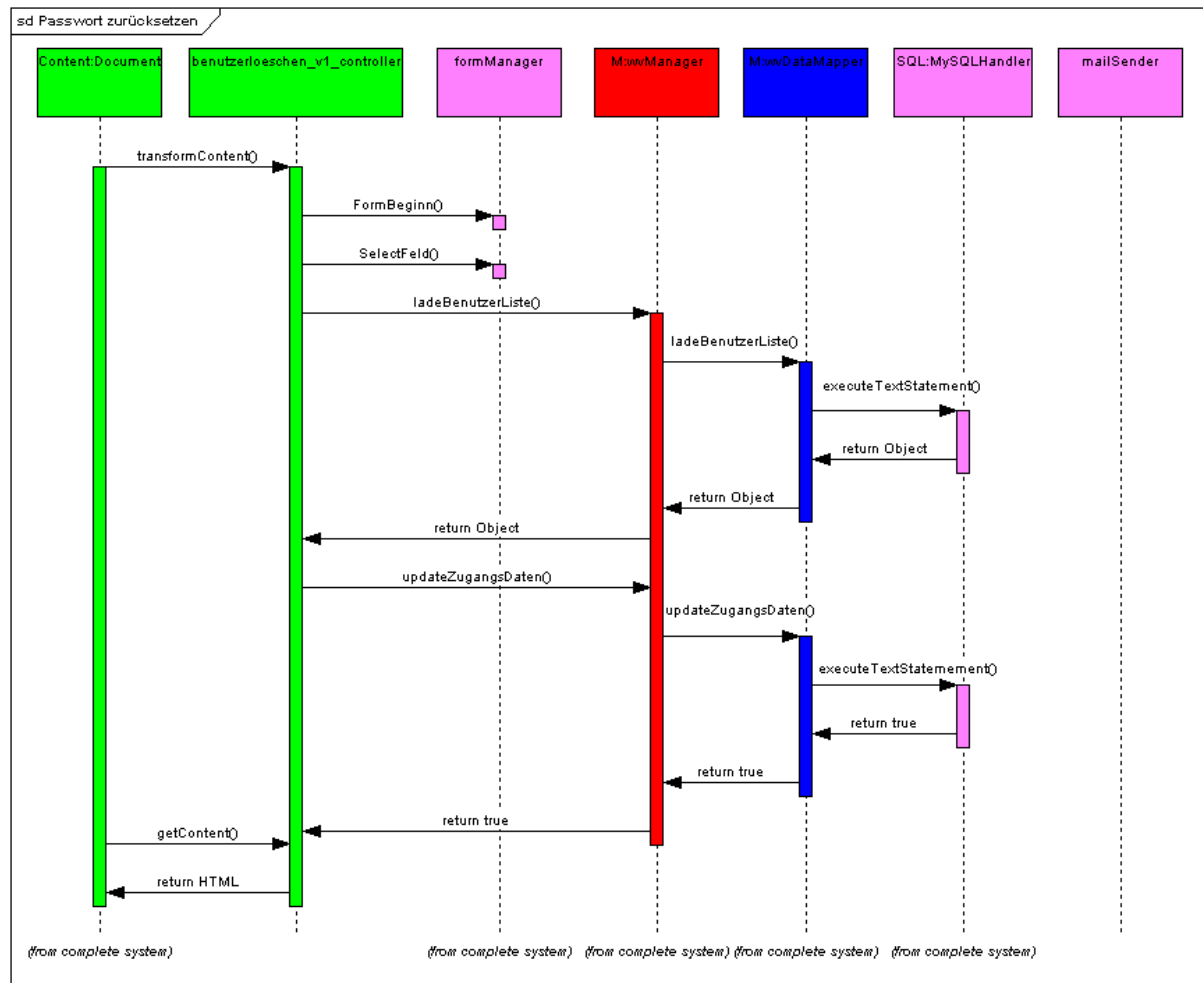 sd Passwort zurücksetzen
Content:Document
benutzerloeschen_v1_controller
formManager
M:wvManager
M:wvDataMapper
SQL:MySQLHandler
mailSender
transformContent()
FormBeginn()
SelectFeld()
ladeBenutzerListe()
ladeBenutzerListe()
executeTextStatement()
return Object
return Object
return Object
updateZugangsDaten()
updateZugangsDaten()
executeTextStatemement()
return true
return true
return true
getContent()
return HTML
(from complete system)
(from complete system)
(from complete system)
(from complete system)
(from complete system)